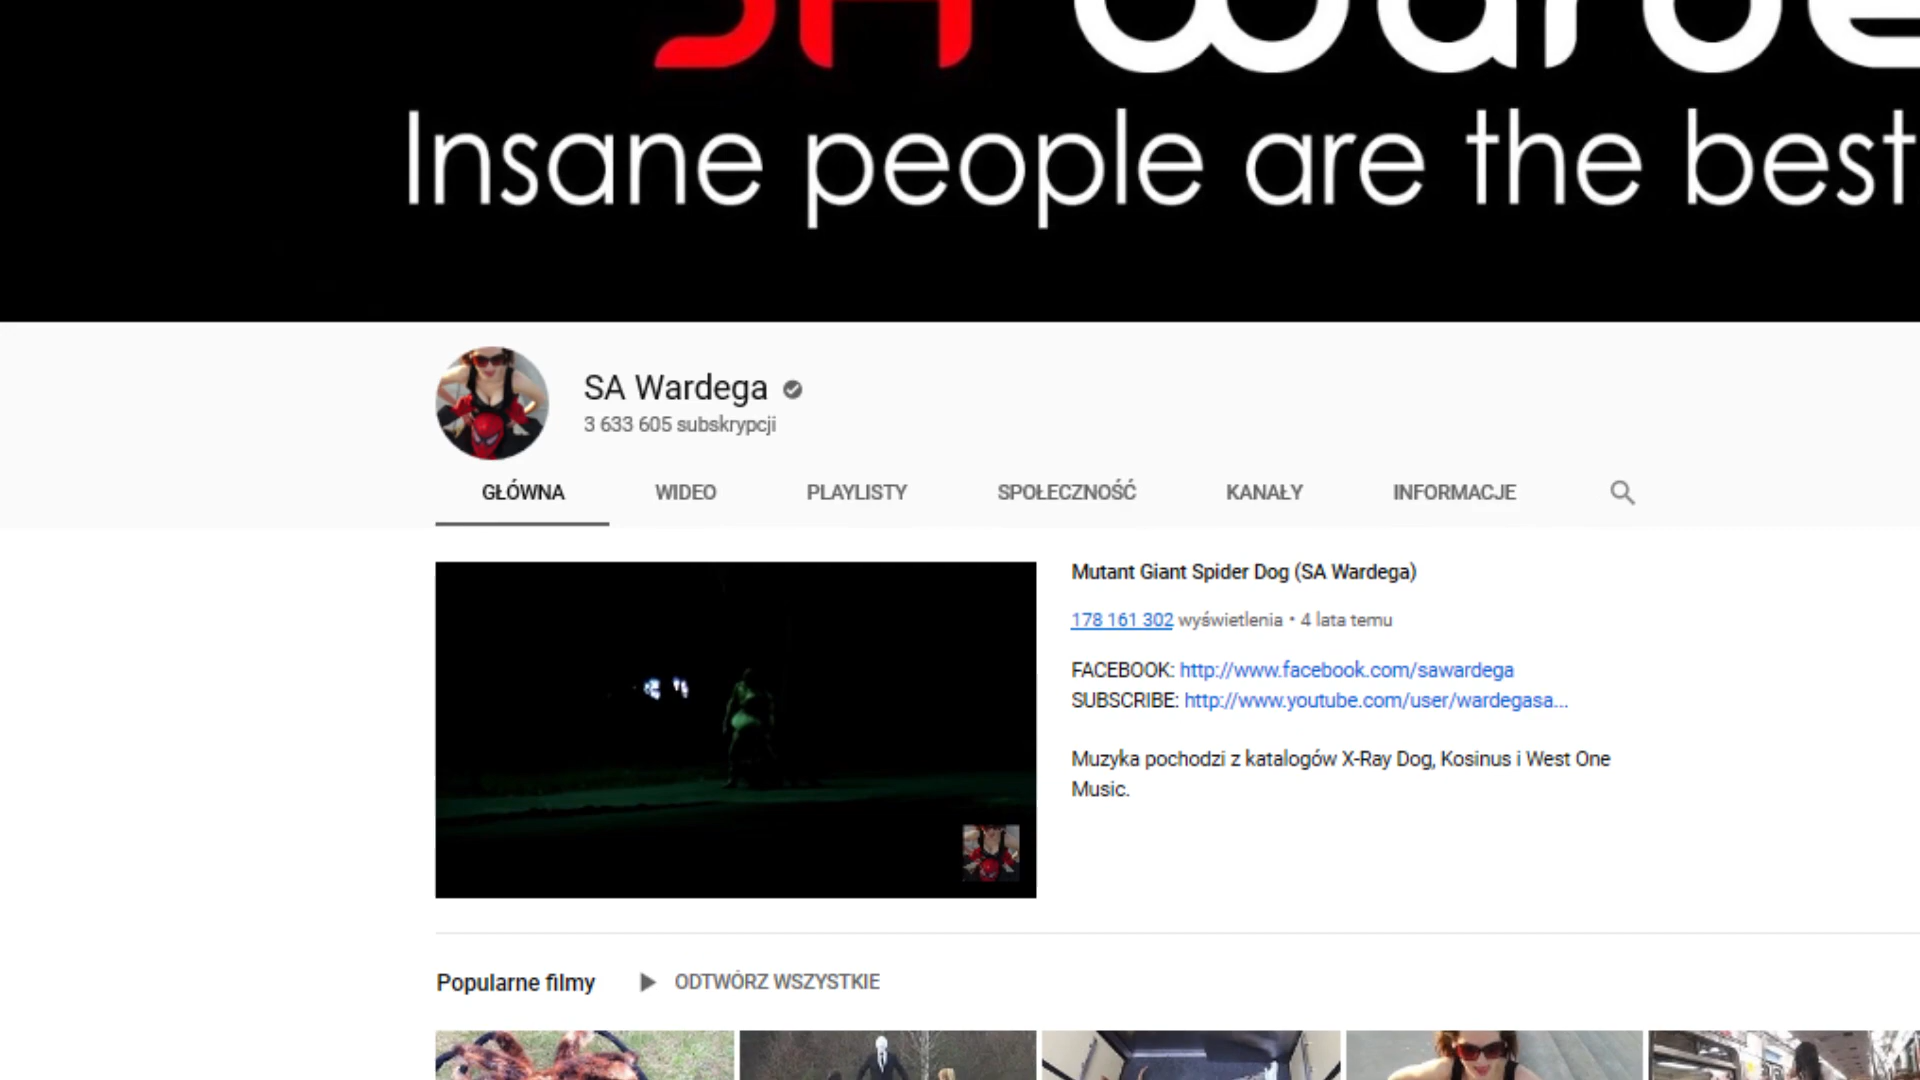 SA Warde
Insane people are the best
SA Wardega
3 633 605 subskrypcji
GŁÓWNA WIDEO PLAYLISTY SPOŁECZNOŚĆ KANAŁY INFORMACJE
Mutant Giant Spider Dog (SA Wardega)
178 161 302 wyświetlenia • 4 lata temu
FACEBOOK: http://www.facebook.com/sawardega
SUBSCRIBE: http://www.youtube.com/user/wardegasa...
Muzyka pochodzi z katalogów X-Ray Dog, Kosinus i West One
Music.
Popularne filmy ODTWÓRZ WSZYSTKIE